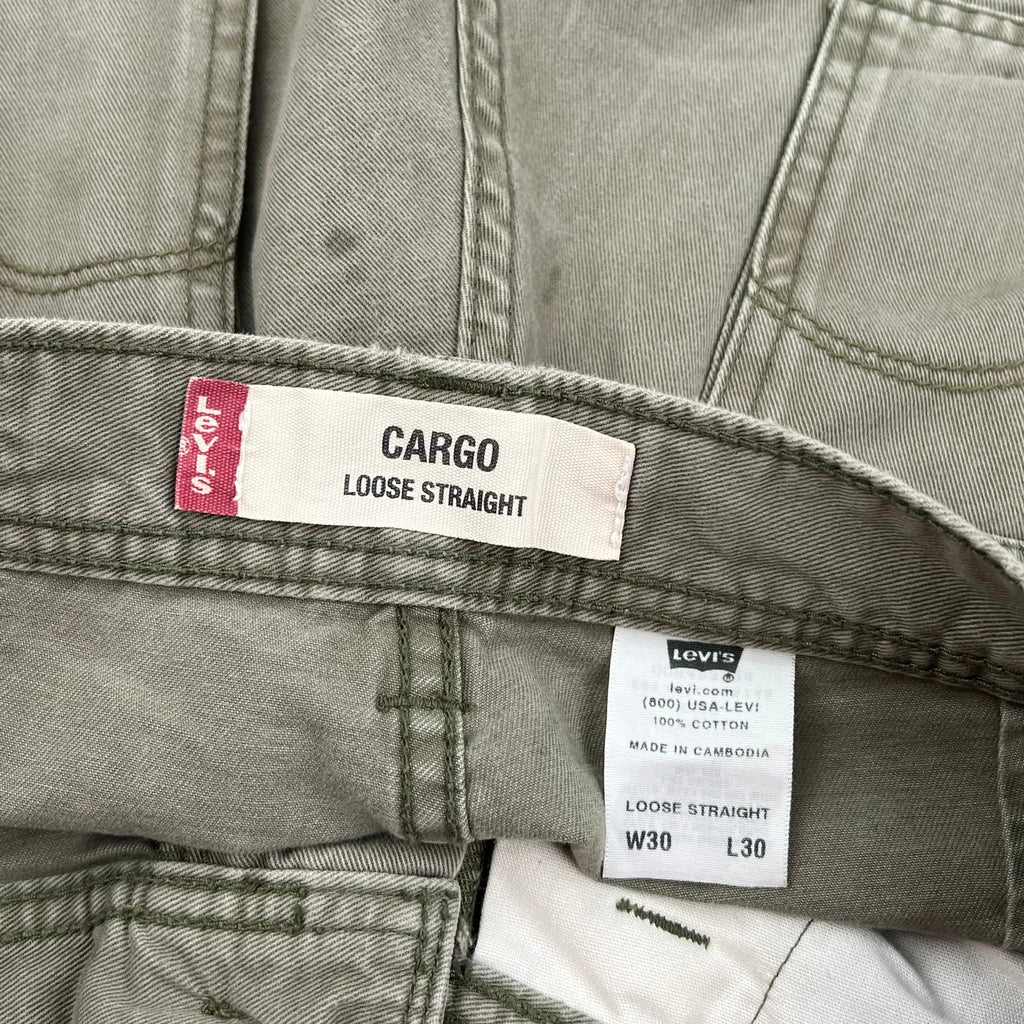 Levi's
®
CARGO
LOOSE STRAIGHT
Levi's
®
levi.com
(800) USA-LEVI
100% COTTON
MADE IN CAMBODIA
LOOSE STRAIGHT
W30 L30